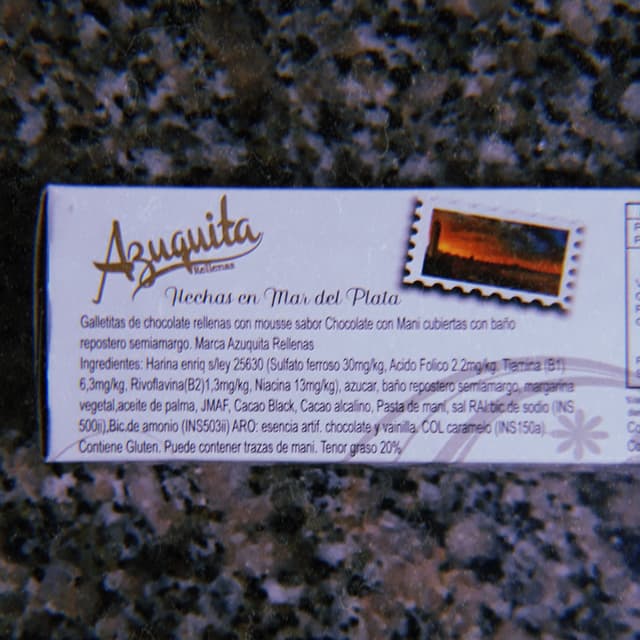 Azuquita
Rellenas
Hechas en Mar del Plata
Galletitas de chocolate rellenas con mousse sabor Chocolate con Mani cubiertas con baño
repostero semiamargo. Marca Azuquita Rellenas
Ingredientes: Harina enriq s/ley 25630 (Sulfato ferroso 30mg/kg, Acido Folico 2.2mg/kg, Tiamina (B1)
6,3mg/kg, Rivoflavina(B2)1,3mg/kg, Niacina 13mg/kg), azucar, baño repostero semiamargo, margarina
vegetal,aceite de palma, JMAF, Cacao Black, Cacao alcalino, Pasta de mani, sal RAI:bic.de sodio (INS
500ii),Bic.de amonio (INS503ii) ARO: esencia artif. chocolate y vainilla. COL caramelo (INS150a)
Contiene Gluten. Puede contener trazas de mani. Tenor graso 20%